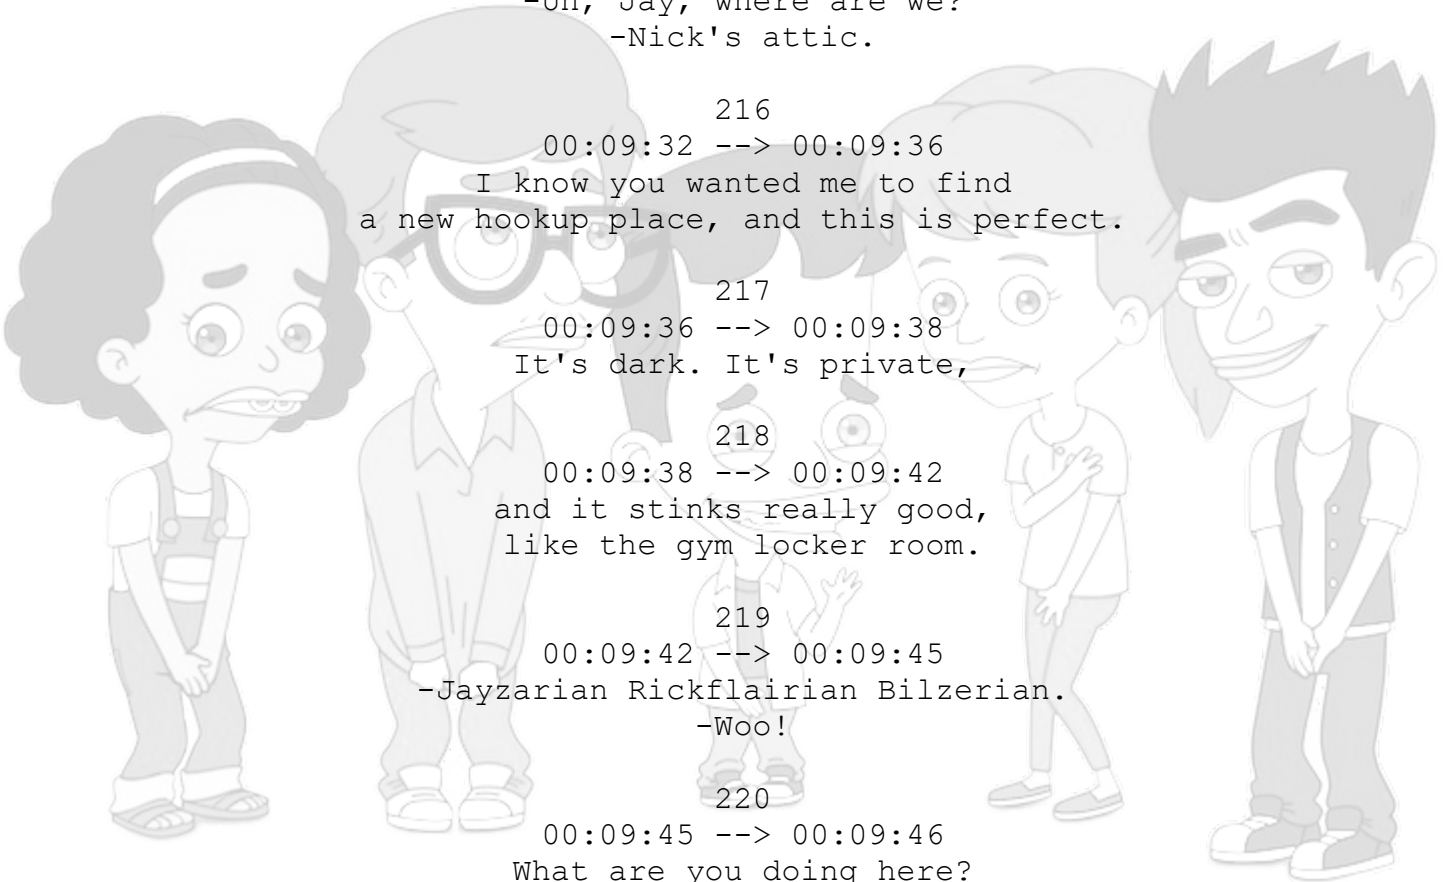 -Uh, Jay, where are we?
-Nick's attic.
216
00:09:32 --> 00:09:36
I know you wanted me to find
a new hookup place, and this is perfect.
217
00:09:36 --> 00:09:38
It's dark. It's private,
218
00:09:38 --> 00:09:42
and it stinks really good,
like the gym locker room.
219
00:09:42 --> 00:09:45
-Jayzarian Rickflairian Bilzerian.
-Woo!
220
00:09:45 --> 00:09:46
What are you doing here?